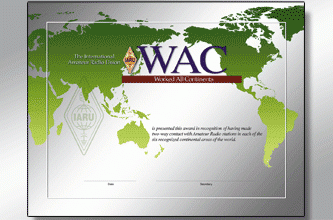 The International
Amateur Radio Union
IARU
WAC
Worked All Continents
IARU
is presented this award in recognition of having made
two way contact with Amateur Radio stations in each of the
six recognized continental areas of the world.
Date
Secretary